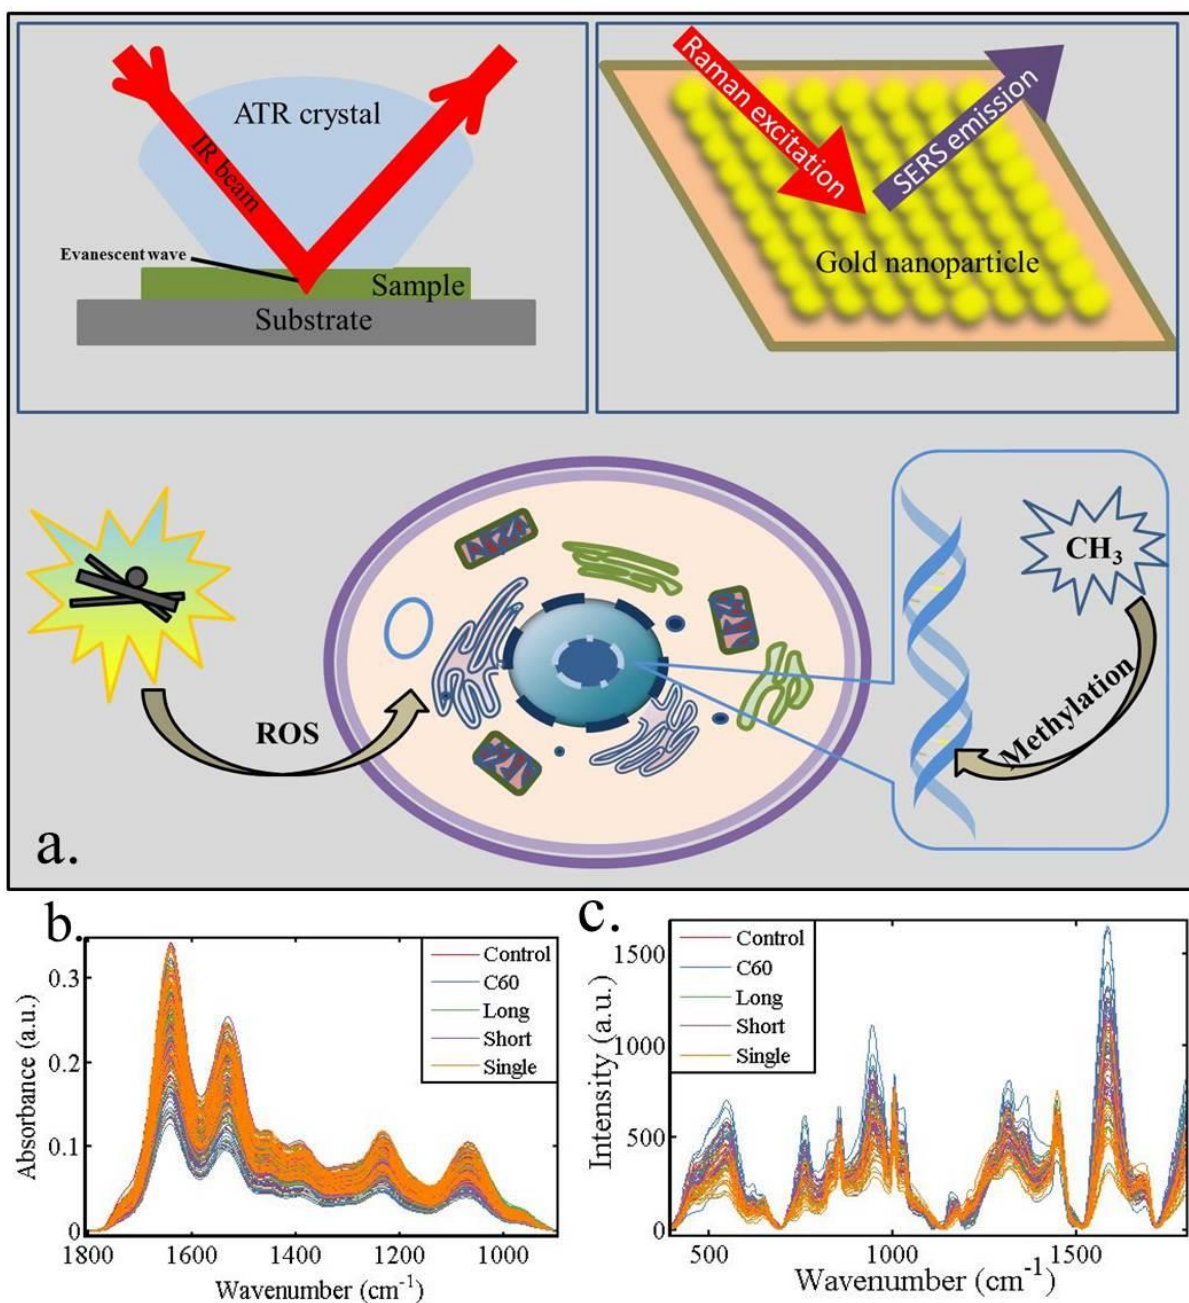 ATR crystal
IR beam
Evanescent wave
Sample
Substrate
Raman excitation
SERS emission
Gold nanoparticle
ROS
CH₃
Methylation
a.
b.
0.3
0.2
0.1
0
Absorbance (a.u.)
Control
C60
Long
Short
Single
1800 1600 1400 1200 1000
Wavenumber (cm⁻¹)
c.
1500
1000
500
0
Intensity (a.u.)
Control
C60
Long
Short
Single
500 1000 1500
Wavenumber (cm⁻¹)